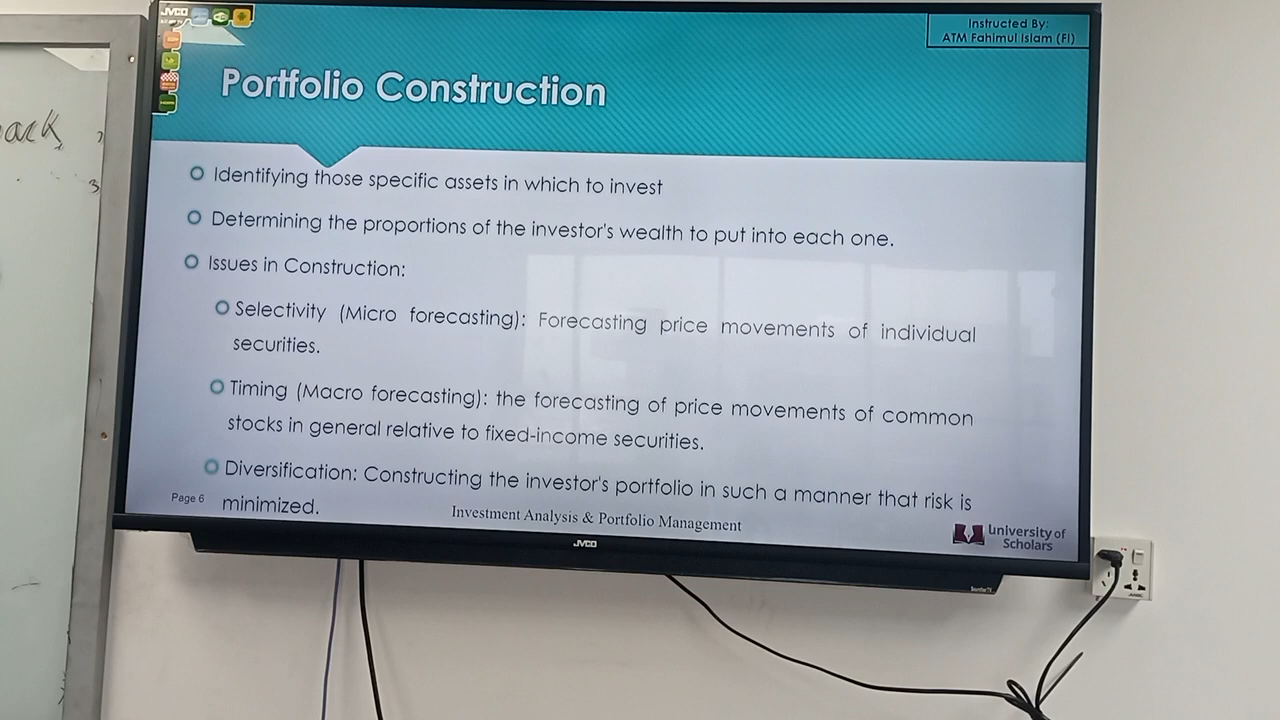 JVCO
Instructed By:
ATM Fahimul Islam (FI)
Portfolio Construction
Identifying those specific assets in which to invest
Determining the proportions of the investor's wealth to put into each one.
Issues in Construction:
Selectivity (Micro forecasting): Forecasting price movements of individual
securities.
Timing (Macro forecasting): the forecasting of price movements of common
stocks in general relative to fixed-income securities.
Diversification: Constructing the investor's portfolio in such a manner that risk is
minimized.
Page 6
Investment Analysis & Portfolio Management
University of
Scholars
JVCO
3